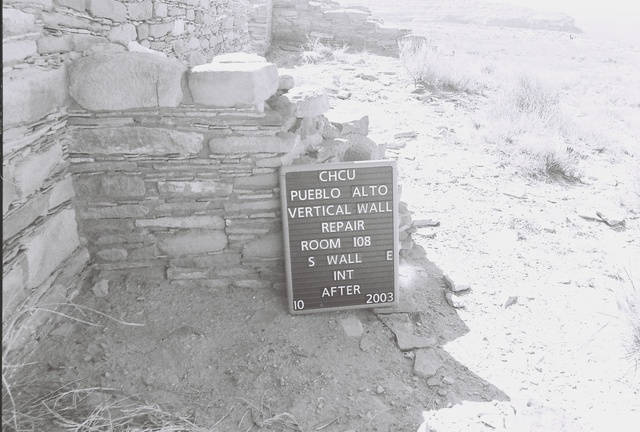 CHCU
PUEBLO ALTO
VERTICAL WALL
REPAIR
ROOM 108
S WALL E
INT
AFTER
10 2003